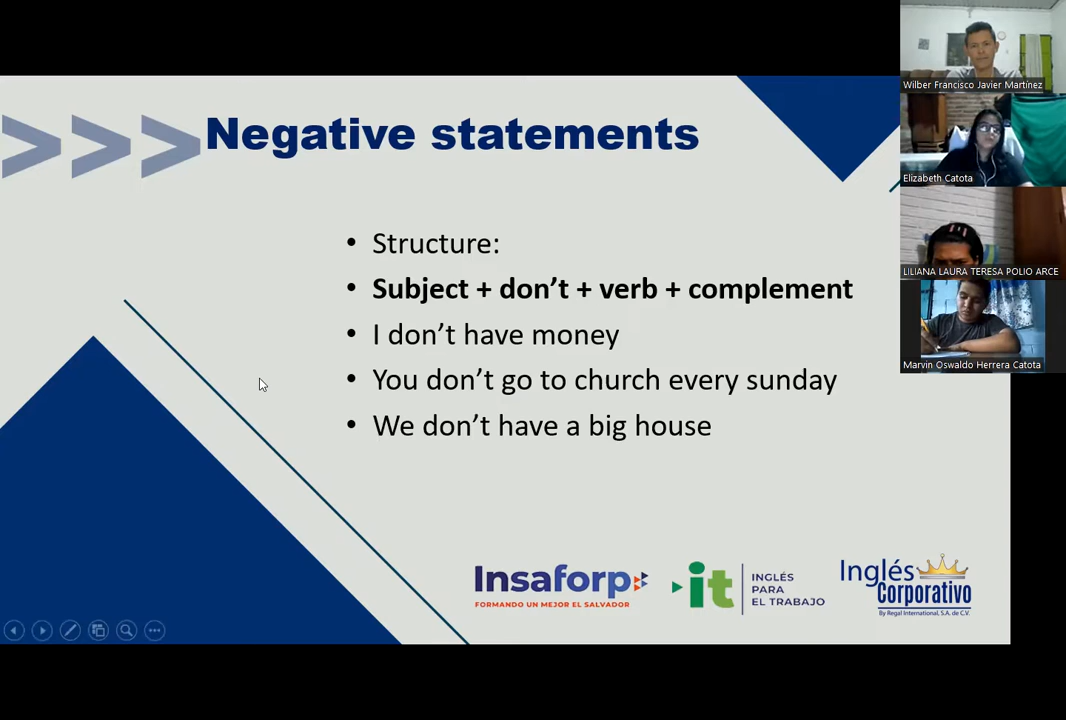 >>> Negative statements
• Structure:
• Subject + don’t + verb + complement
• I don’t have money
• You don’t go to church every sunday
• We don’t have a big house
Insaforp
FORMANDO UN MEJOR EL SALVADOR
it
INGLÉS
PARA
EL TRABAJO
Inglés
Corporativo
By Regal International, S.A. de C.V.
Wilber Francisco Javier Martínez
Elizabeth Catota
LILIANA LAURA TERESA POLIO ARCE
Marvin Oswaldo Herrera Catota